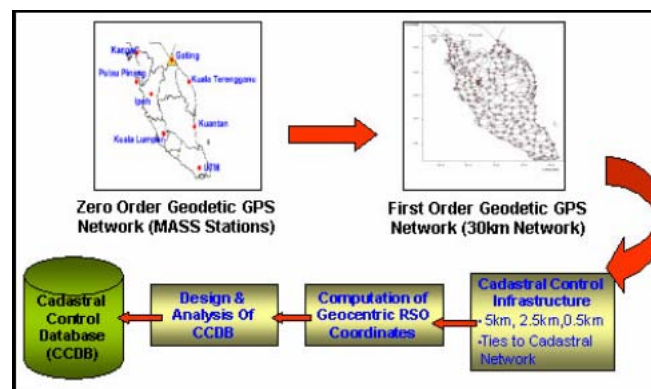 Kangar
Geting
Pulau Pinang
Kuala Terengganu
Ipoh
Kuantan
Kuala Lumpur
UTM
Zero Order Geodetic GPS
Network (MASS Stations)
First Order Geodetic GPS
Network (30km Network)
Cadastral
Control
Database
(CCDB)
Design &
Analysis Of
CCDB
Computation of
Geocentric RSO
Coordinates
Cadastral Control
Infrastructure
• 5km, 2.5km,0.5km
•Ties to Cadastral
Network